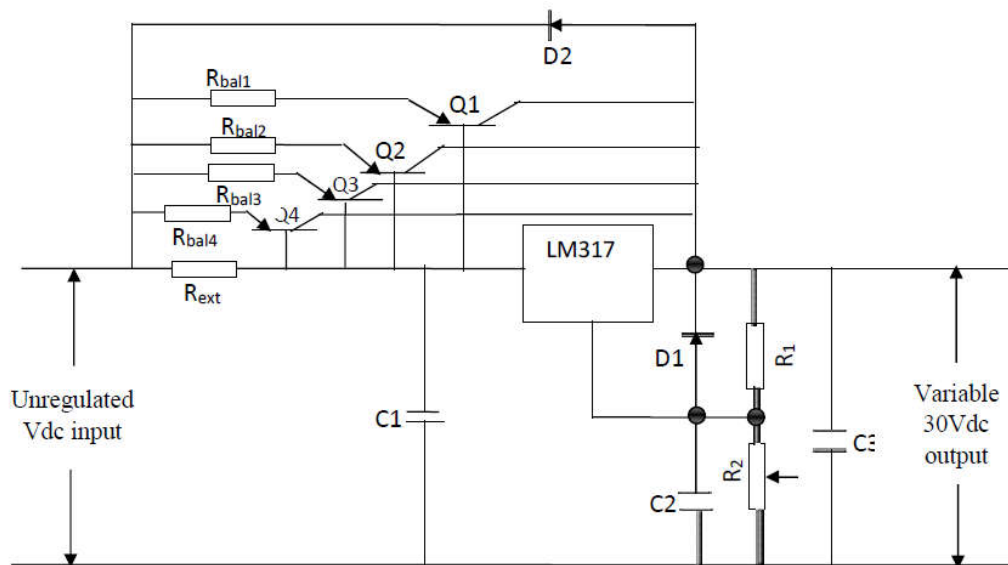 D2
Rbal1
Q1
Rbal2
Q2
Q3
Rbal3
Q4
Rbal4
LM317
Rext
D1
R1
Unregulated
Vdc input
C1
Variable
30Vdc
output
C3
R2
C2